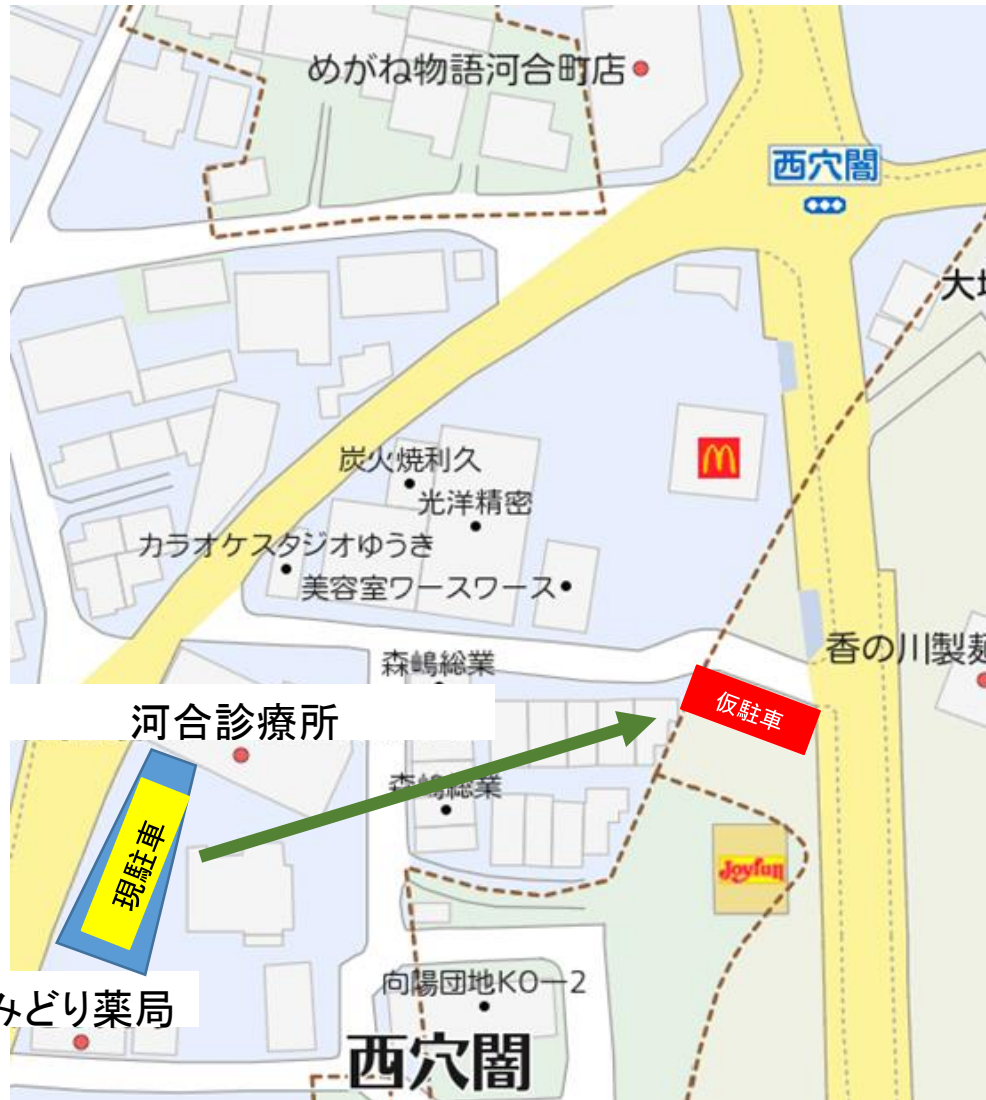 めがね物語河合町店
西穴闇
大
炭火焼利久
光洋精密
カラオケスタジオゆうき
美容室ワースワース
香の川製麺
森嶋総業
仮駐車
河合診療所
森嶋総業
現駐車
Joyfull
みどり薬局
向陽団地KO-2
西穴闇